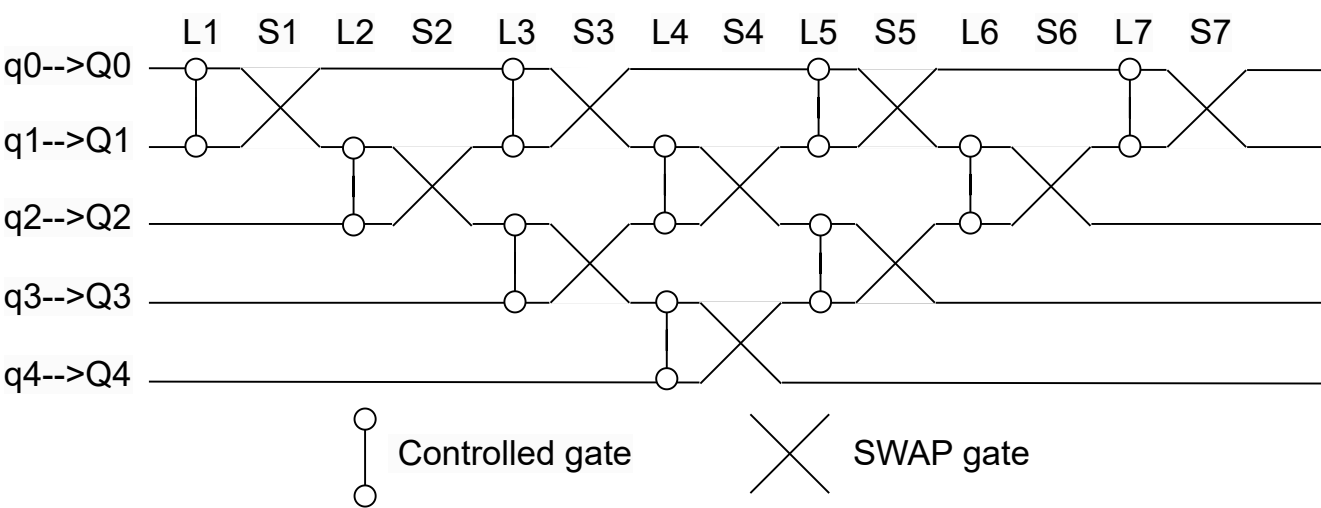 L1 S1 L2 S2 L3 S3 L4 S4 L5 S5 L6 S6 L7 S7
q0-->Q0
q1-->Q1
q2-->Q2
q3-->Q3
q4-->Q4
Controlled gate SWAP gate